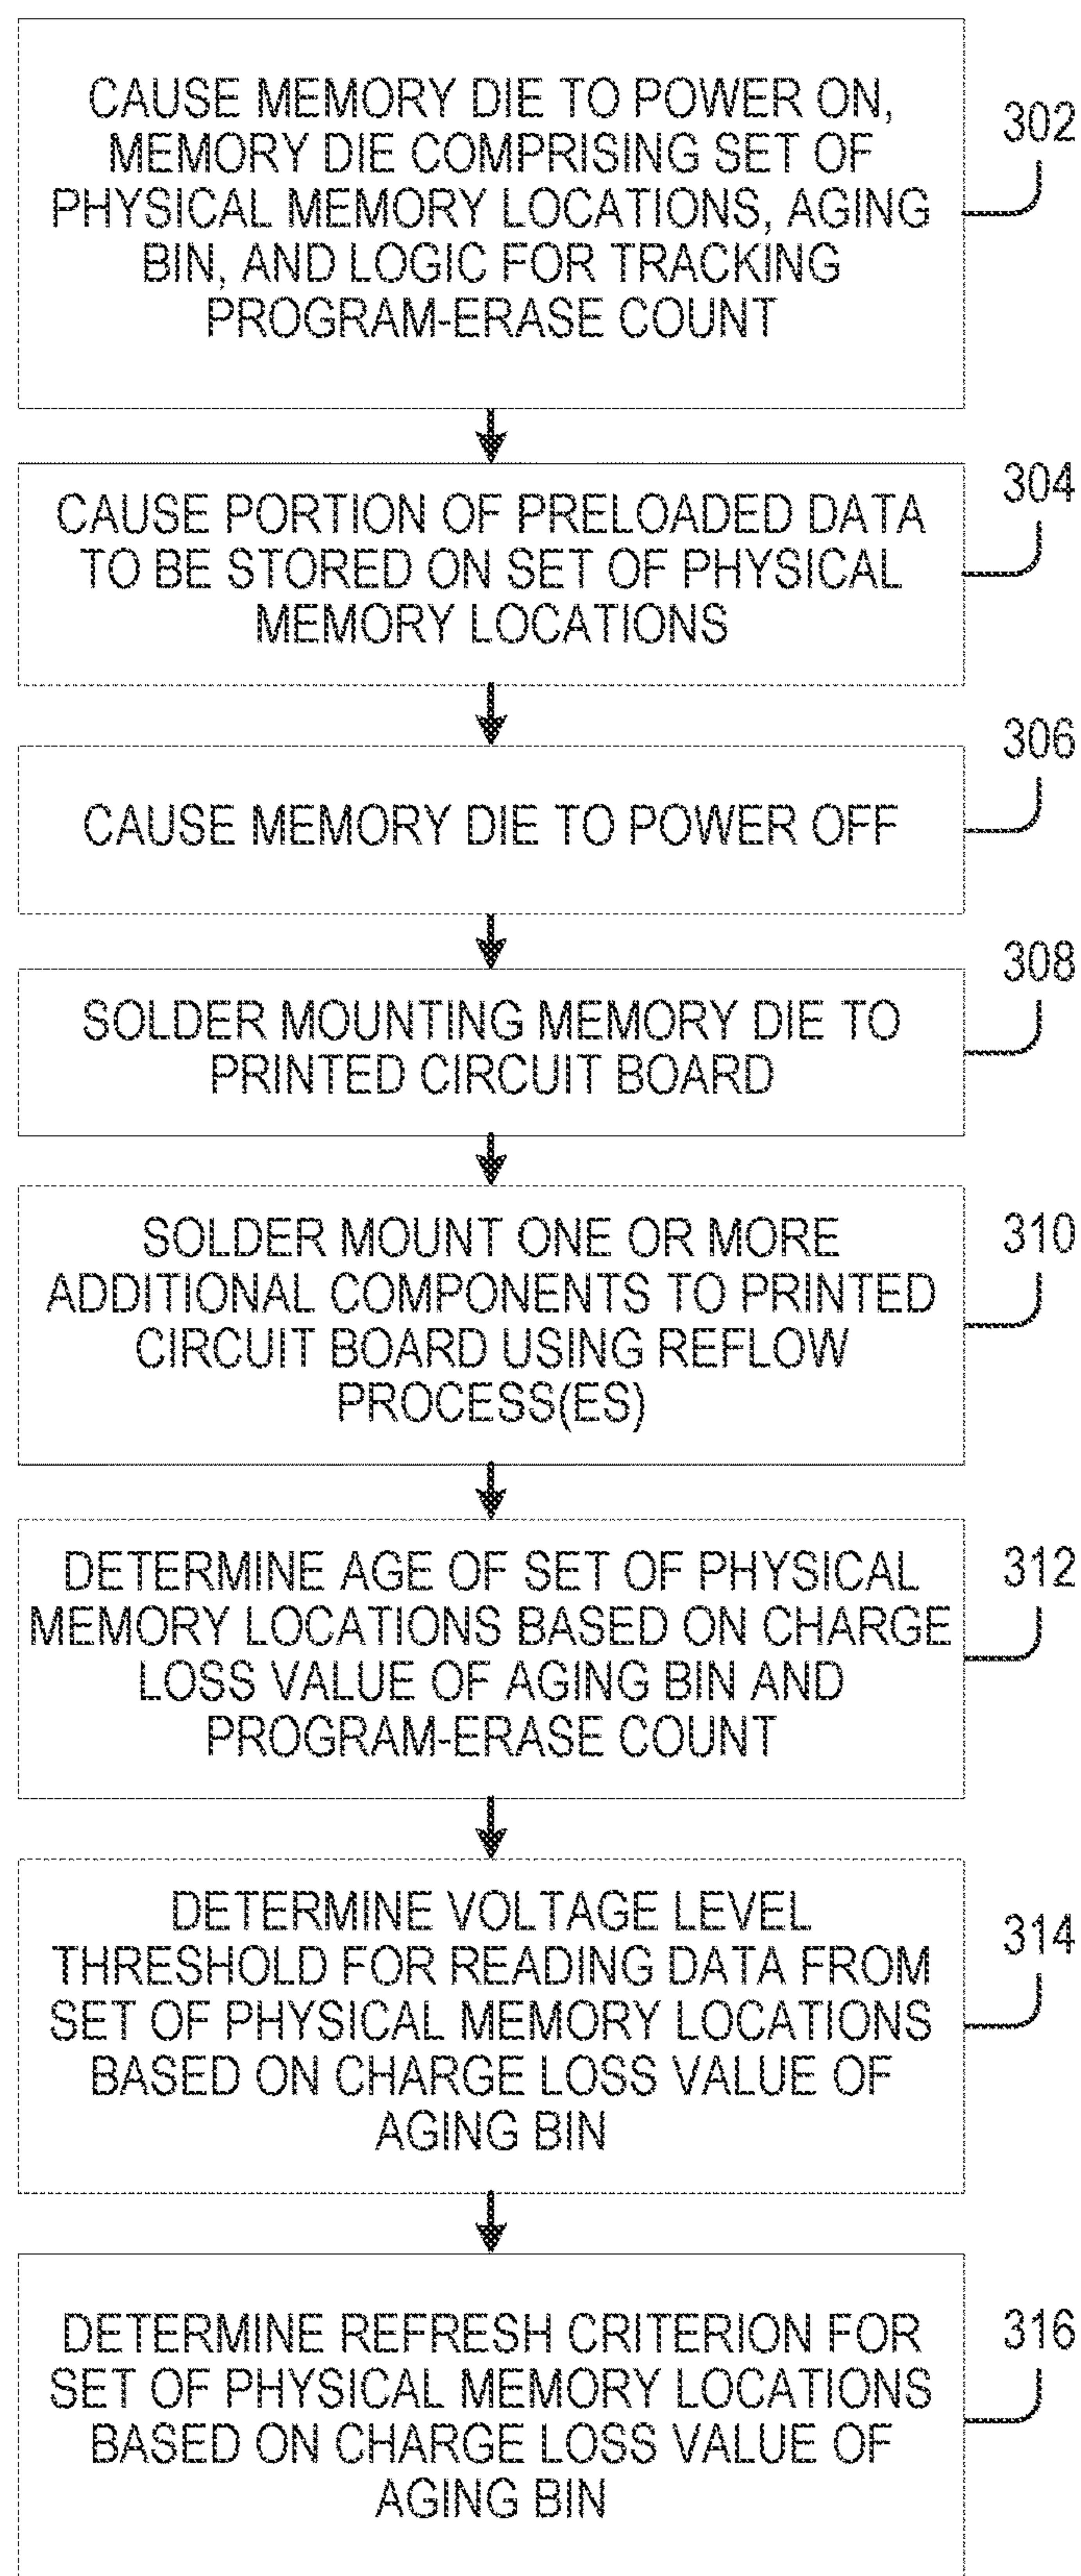 CAUSE MEMORY DIE TO POWER ON,
MEMORY DIE COMPRISING SET OF
PHYSICAL MEMORY LOCATIONS, AGING
BIN, AND LOGIC FOR TRACKING
PROGRAM-ERASE COUNT
302
CAUSE PORTION OF PRELOADED DATA
TO BE STORED ON SET OF PHYSICAL
MEMORY LOCATIONS
304
CAUSE MEMORY DIE TO POWER OFF
306
SOLDER MOUNTING MEMORY DIE TO
PRINTED CIRCUIT BOARD
308
SOLDER MOUNT ONE OR MORE
ADDITIONAL COMPONENTS TO PRINTED
CIRCUIT BOARD USING REFLOW
PROCESS(ES)
310
DETERMINE AGE OF SET OF PHYSICAL
MEMORY LOCATIONS BASED ON CHARGE
LOSS VALUE OF AGING BIN AND
PROGRAM-ERASE COUNT
312
DETERMINE VOLTAGE LEVEL
THRESHOLD FOR READING DATA FROM
SET OF PHYSICAL MEMORY LOCATIONS
BASED ON CHARGE LOSS VALUE OF
AGING BIN
314
DETERMINE REFRESH CRITERION FOR
SET OF PHYSICAL MEMORY LOCATIONS
BASED ON CHARGE LOSS VALUE OF
AGING BIN
316